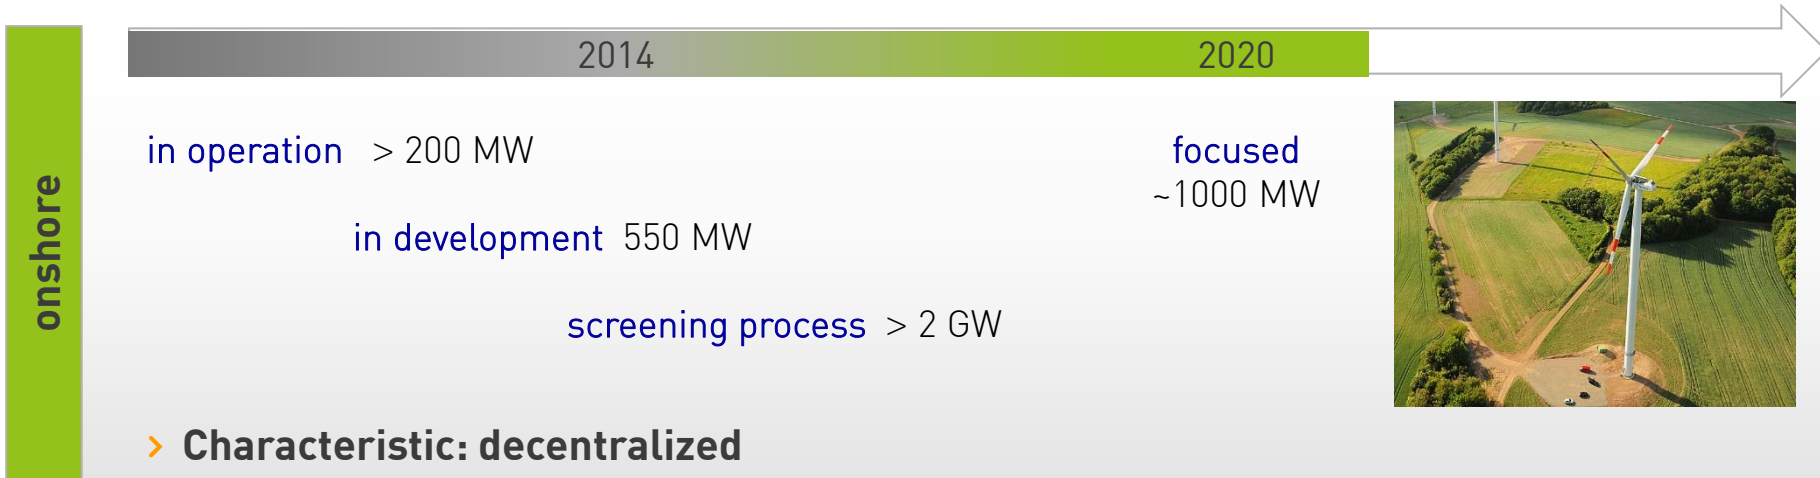 onshore
2014 2020
in operation > 200 MW
focused
~1000 MW
in development 550 MW
screening process > 2 GW
› Characteristic: decentralized